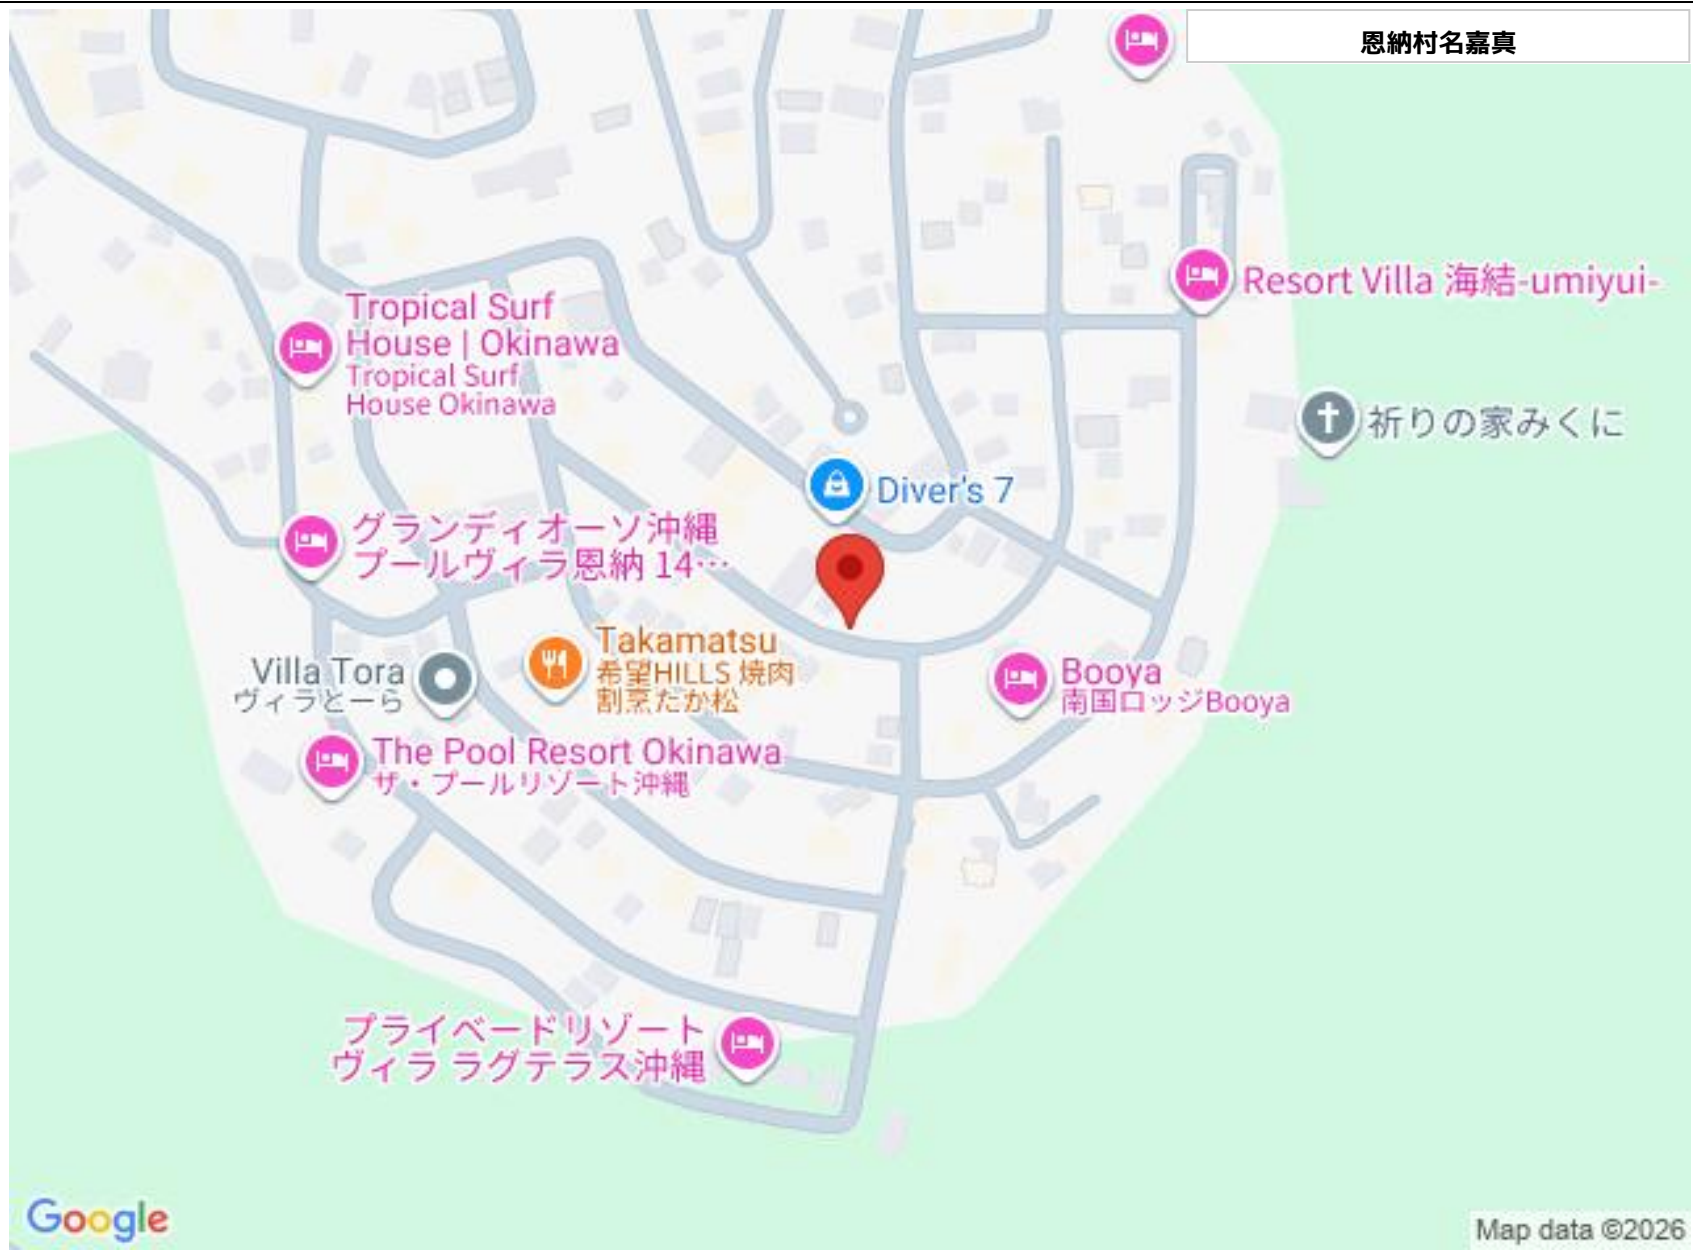 恩納村名嘉真
Resort Villa 海結-umiyui-
Tropical Surf
House | Okinawa
Tropical Surf
House Okinawa
祈りの家みくに
Diver's 7
グランディオーソ沖縄
プールヴィラ恩納 14…
Takamatsu
希望HILLS 焼肉
割烹たか松
Villa Tora
ヴィラとーら
Booya
南国ロッジBooya
The Pool Resort Okinawa
ザ・プールリゾート沖縄
プライベードリゾート
ヴィラ ラグテラス沖縄
Google
Map data ©2026